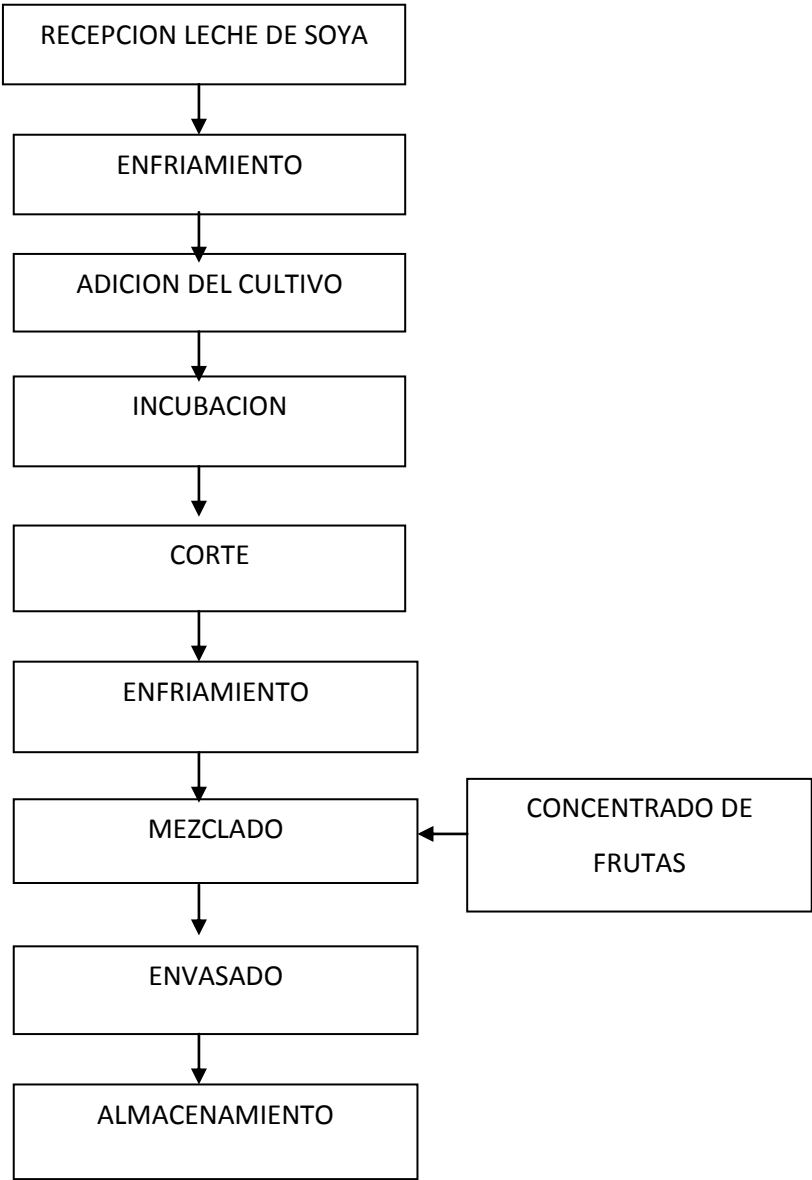 RECEPCION LECHE DE SOYA
ENFRIAMIENTO
ADICION DEL CULTIVO
INCUBACION
CORTE
ENFRIAMIENTO
MEZCLADO
CONCENTRADO DE
FRUTAS
ENVASADO
ALMACENAMIENTO